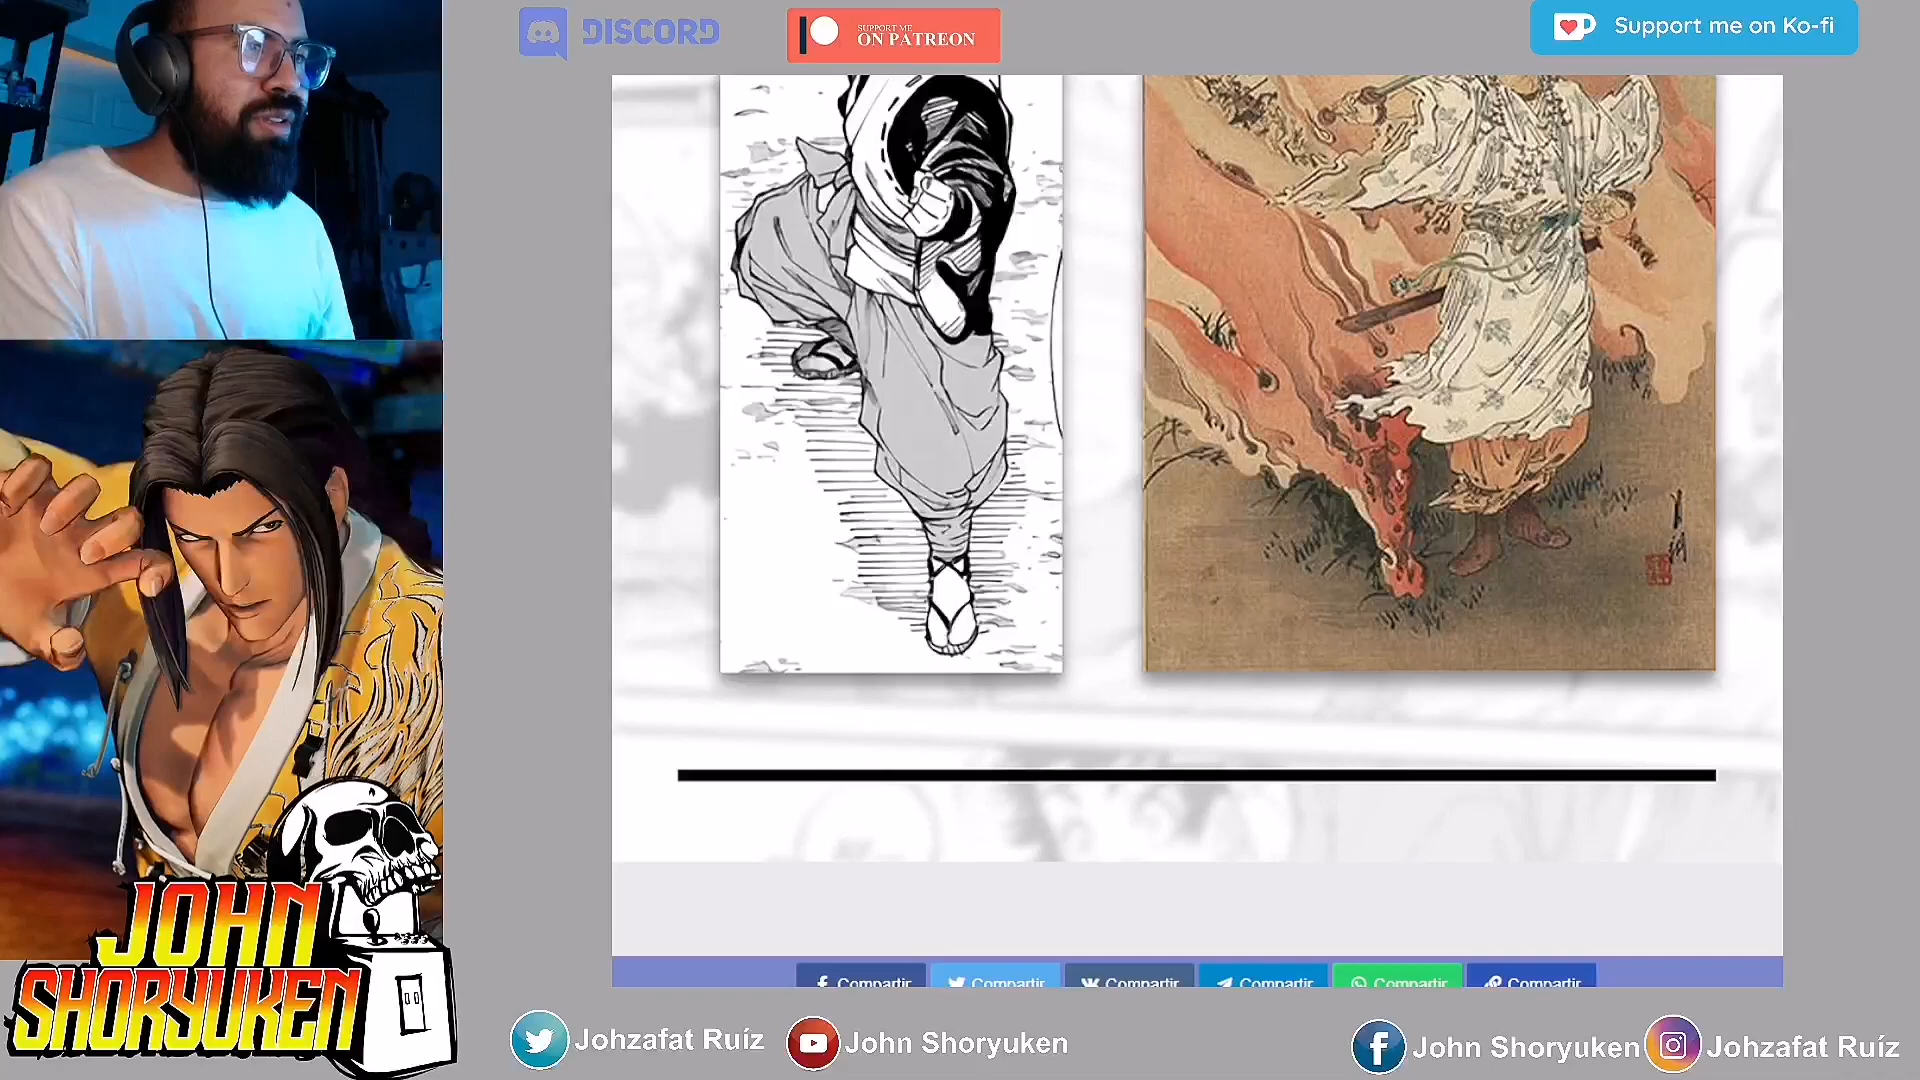 DISCORD
SUPPORT ME
ON PATREON
Support me on Ko-fi
Compartir
Compartir
Compartir
Compartir
Compartir
Compartir
JOHN
SHORYUKEN
Johzafat Ruíz
John Shoryuken
John Shoryuken
Johzafat Ruíz